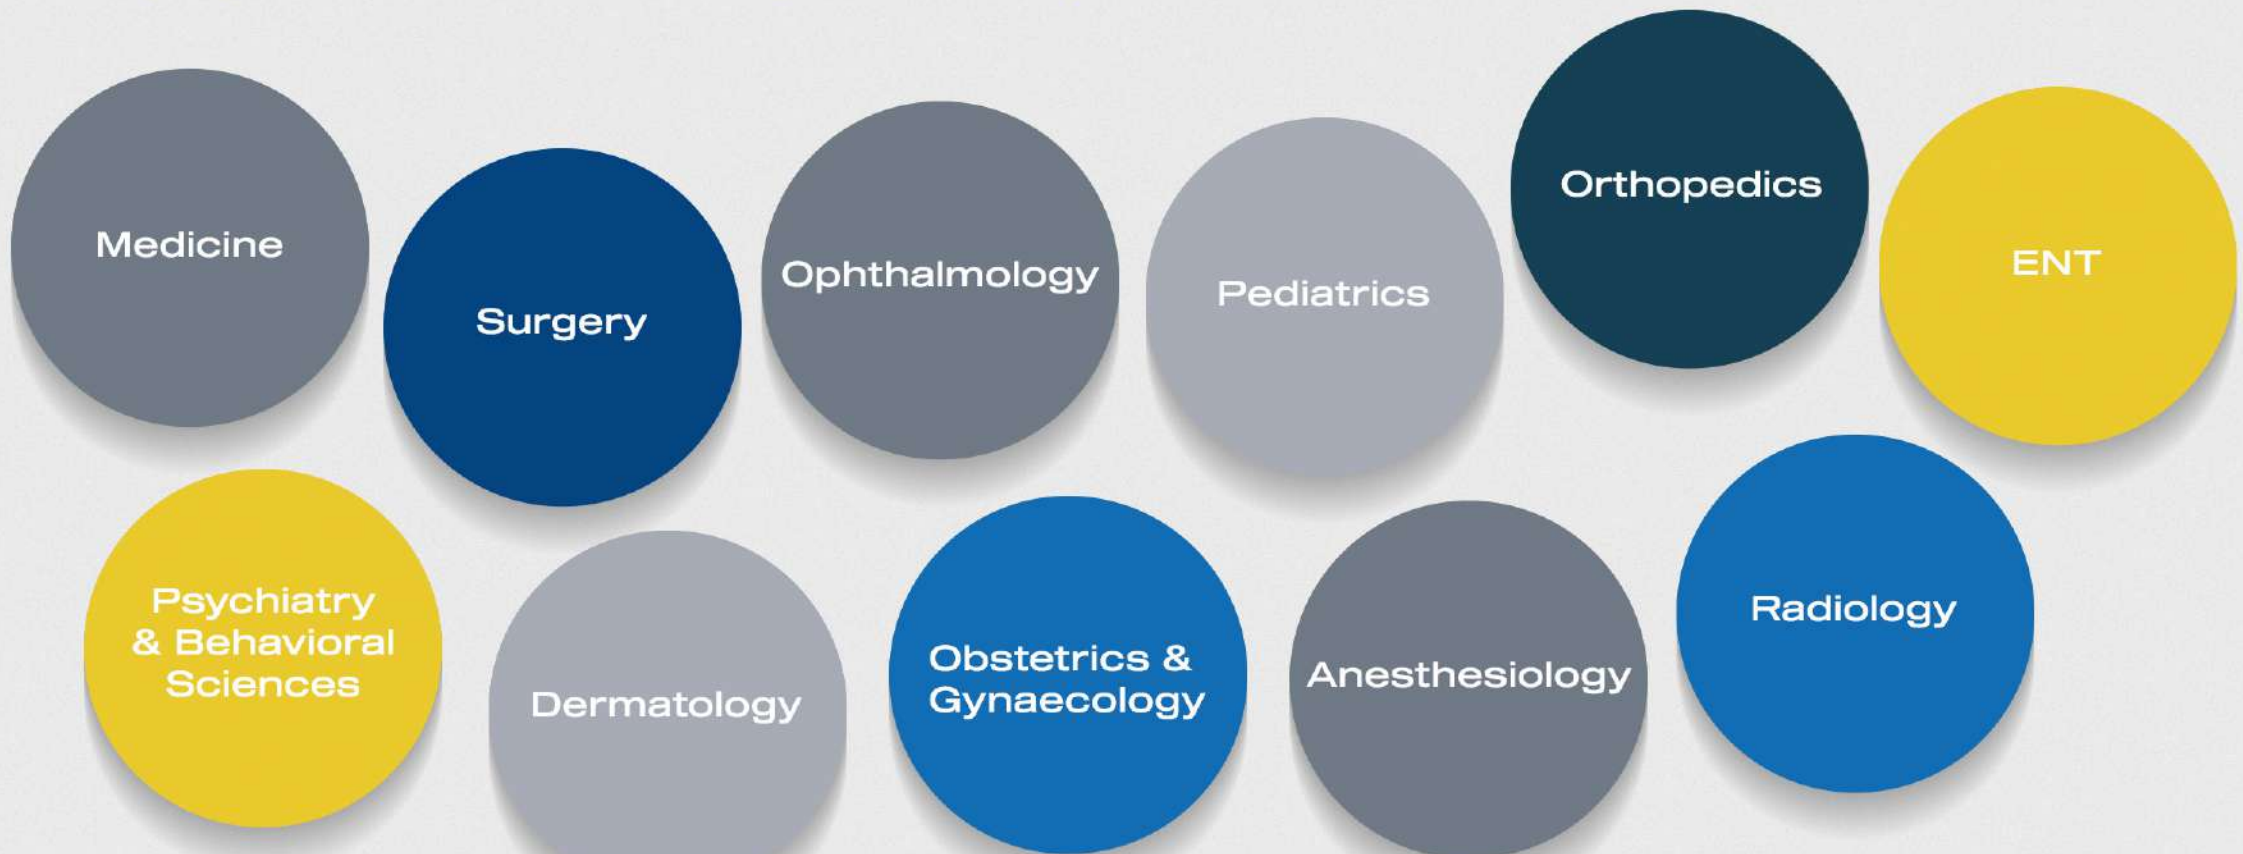 Medicine
Surgery
Ophthalmology
Pediatrics
Orthopedics
ENT
Psychiatry
& Behavioral
Sciences
Dermatology
Obstetrics &
Gynaecology
Anesthesiology
Radiology